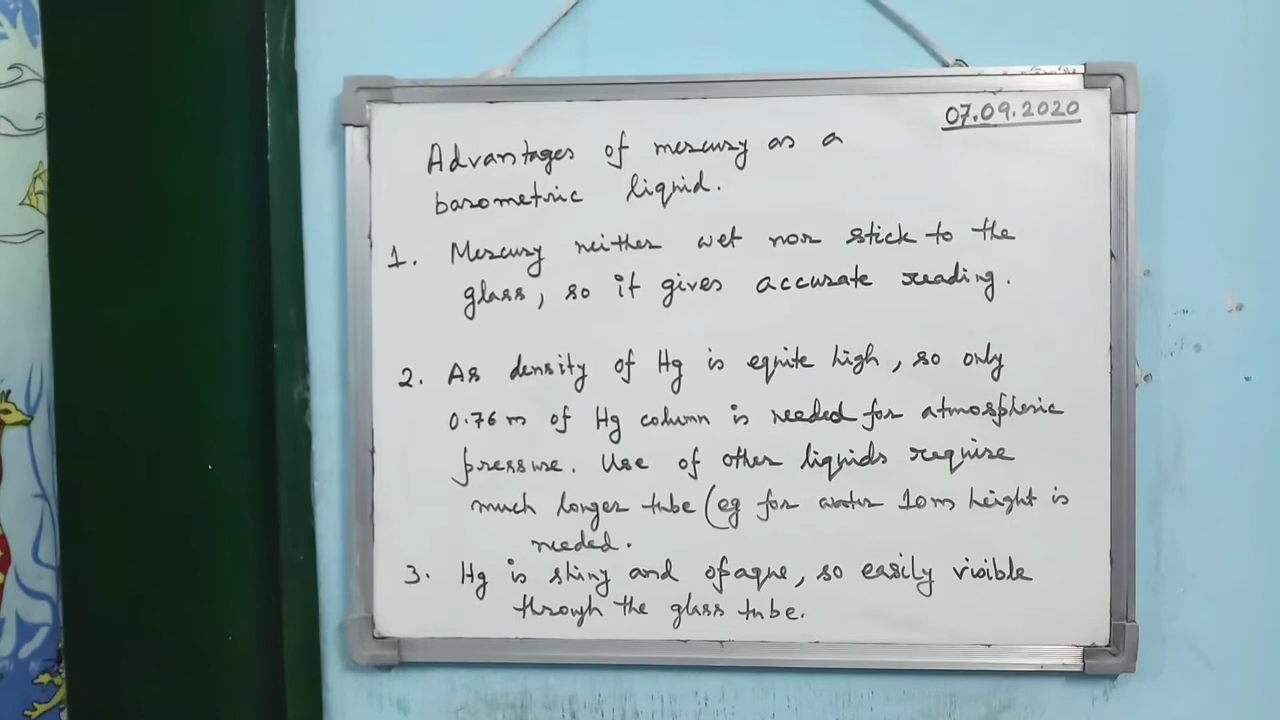 07.09.2020
Advantages of mercury as a
barometric liquid.
1. Mercury neither wet nor stick to the
glass, so it gives accurate reading.
2. As density of Hg is equite high, so only
0.76 m of Hg column is needed for atmospheric
pressure. Use of other liquids require
much longer tube (eg for water 10m height is
needed.
3. Hg is shiny and opaque, so easily visible
through the glass tube.